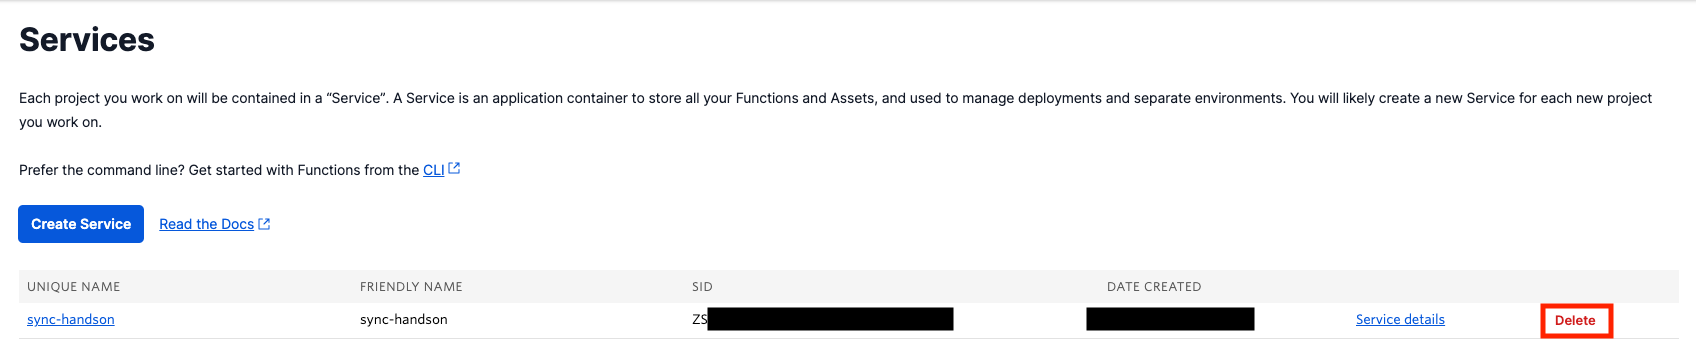 Services
Each project you work on will be contained in a “Service”. A Service is an application container to store all your Functions and Assets, and used to manage deployments and separate environments. You will likely create a new Service for each new project
you work on.
Prefer the command line? Get started with Functions from the CLI
Create Service Read the Docs
UNIQUE NAME FRIENDLY NAME SID DATE CREATED
sync-handson sync-handson ZS Service details Delete